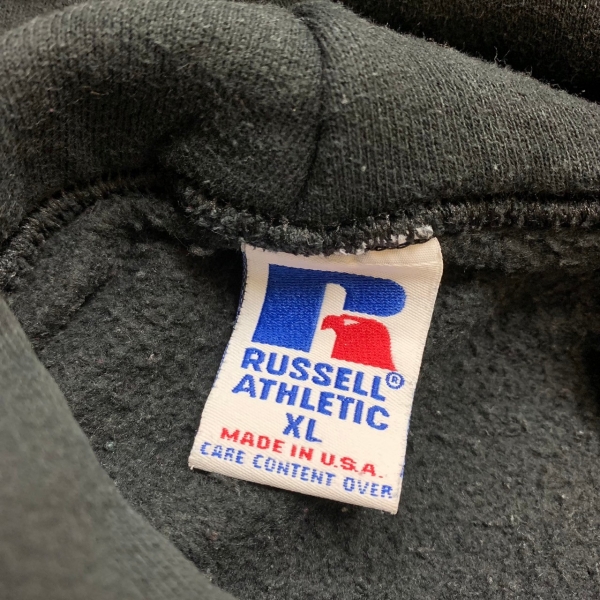 RUSSELL®
ATHLETIC
XL
MADE IN U.S.A.
CARE CONTENT OVER